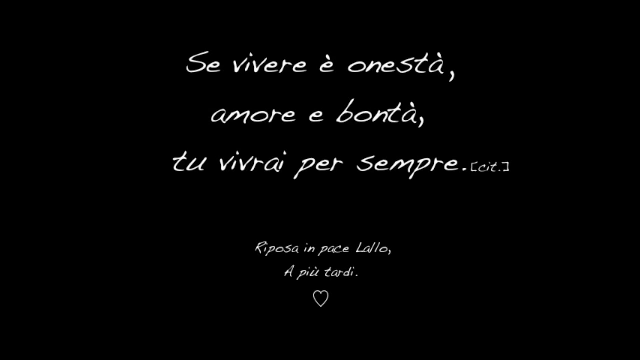 Se vivere è onestà,
amore e bontà,
tu vivrai per sempre.[cit.]
Riposa in pace Lallo,
A più tardi.
♡